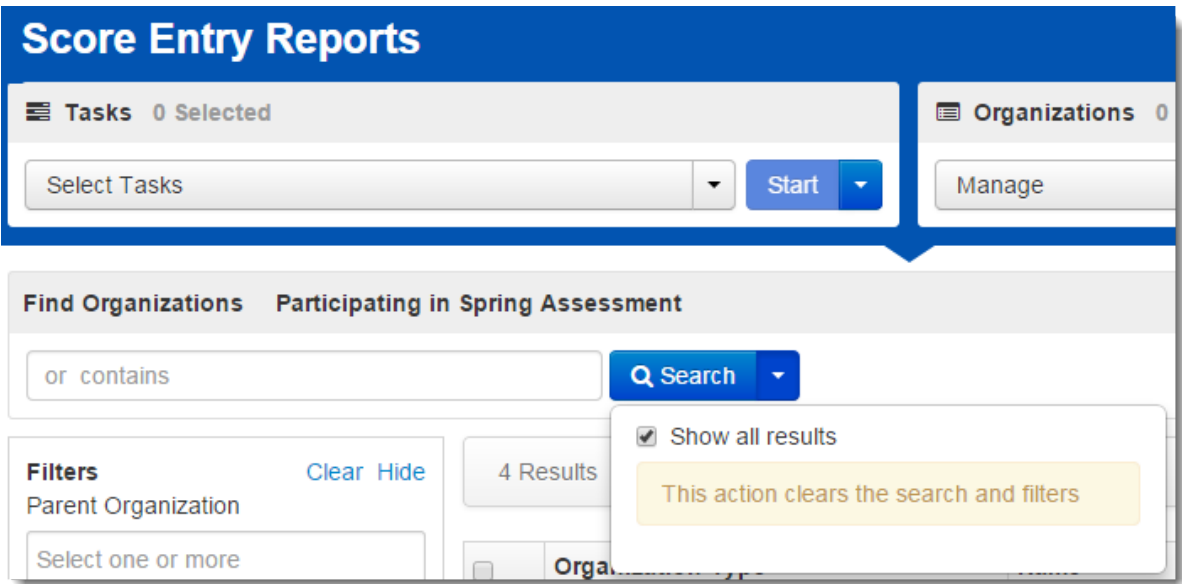 Score Entry Reports
Tasks 0 Selected
Organizations 0
Select Tasks
Start
Manage
Find Organizations Participating in Spring Assessment
or contains
Search
Show all results
This action clears the search and filters
Filters Clear Hide
Parent Organization
Select one or more
4 Results